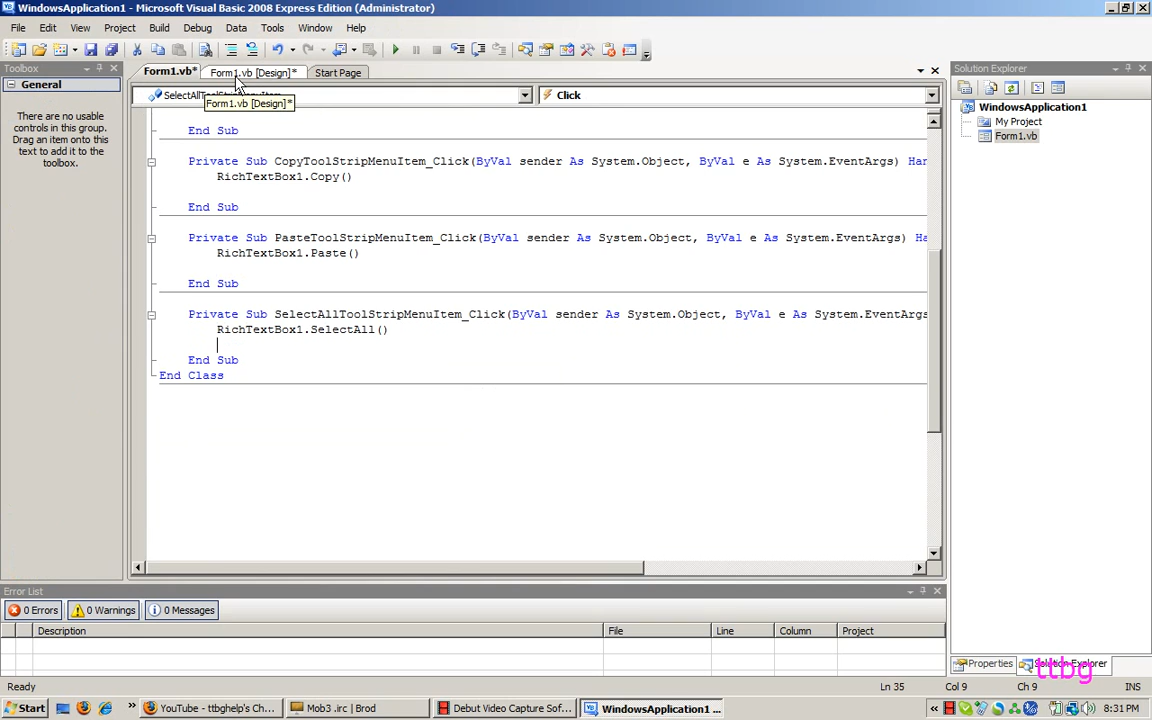 WindowsApplication1 - Microsoft Visual Basic 2008 Express Edition (Administrator)
File Edit View Project Build Debug Data Tools Window Help
Toolbox
Form1.vb* Form1.vb [Design]* Start Page
Solution Explorer
General
Click
Form1.vb [Design]*
WindowsApplication1
My Project
Form1.vb
There are no usable
controls in this group.
Drag an item onto this
text to add it to the
toolbox.
End Sub
Private Sub CopyToolStripMenuItem_Click(ByVal sender As System.Object, ByVal e As System.EventArgs) Han
RichTextBox1.Copy()
End Sub
Private Sub PasteToolStripMenuItem_Click(ByVal sender As System.Object, ByVal e As System.EventArgs) Ha
RichTextBox1.Paste()
End Sub
Private Sub SelectAllToolStripMenuItem_Click(ByVal sender As System.Object, ByVal e As System.EventArgs
RichTextBox1.SelectAll()
End Sub
End Class
Error List
0 Errors 0 Warnings 0 Messages
Description File Line Column Project
Properties Solution Explorer
ttbg
Ready Ln 35 Col 9 Ch 9 INS
Start YouTube - ttbghelp's Ch... Mob3 .irc | Brod Debut Video Capture Sof... WindowsApplication1 ... 8:31 PM